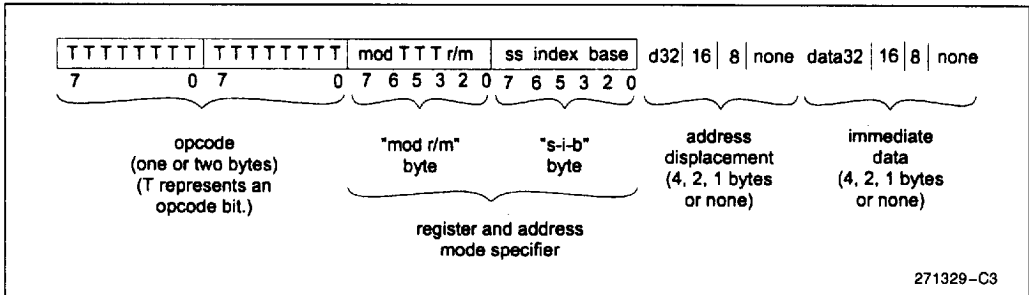 TTTTTTTT TTTTTTTT mod TTT r/m ss index base d32 | 16 | 8 | none data32 | 16 | 8 | none
7 0 7 0 7 6 5 3 2 0 7 6 5 3 2 0
opcode
(one or two bytes)
(T represents an
opcode bit.)
"mod r/m"
byte
"s-i-b"
byte
address
displacement
(4, 2, 1 bytes
or none)
immediate
data
(4, 2, 1 bytes
or none)
register and address
mode specifier
271329–C3